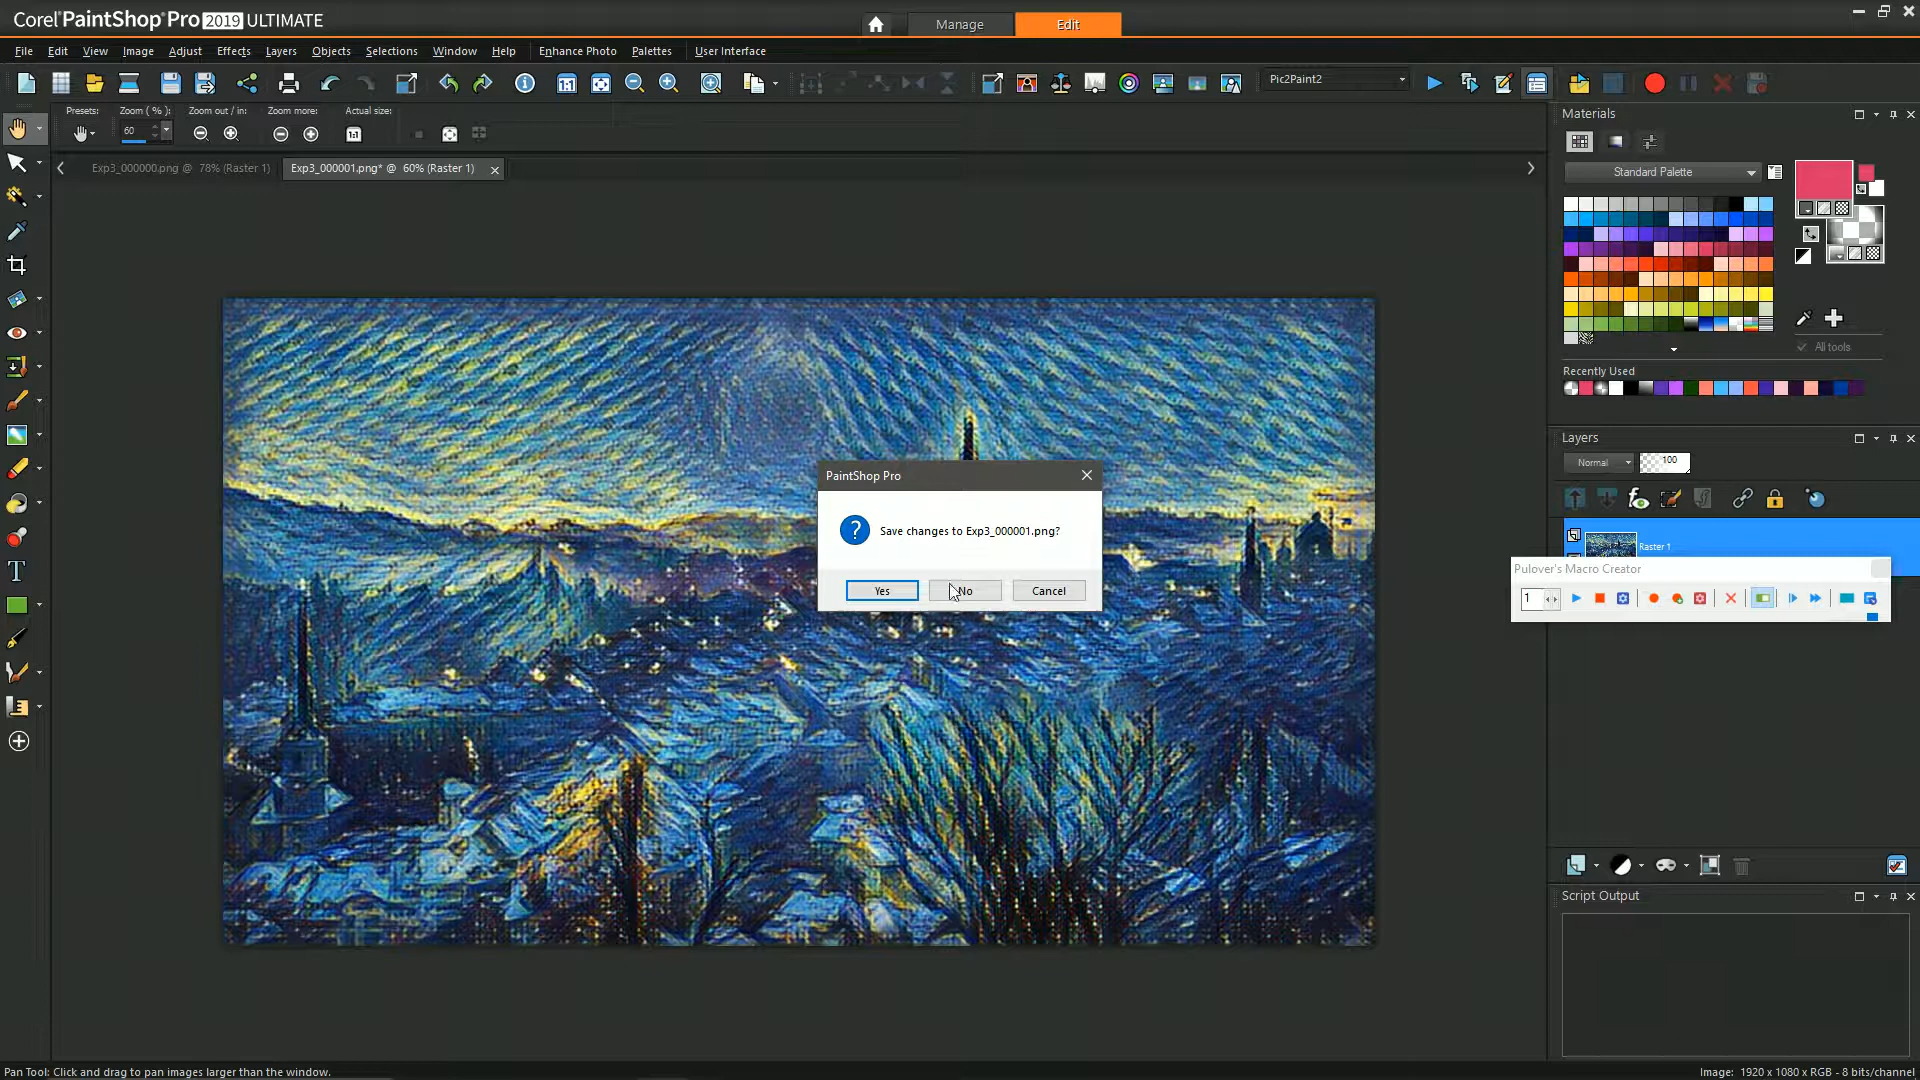 Corel PaintShop Pro 2019 ULTIMATE
Manage
Edit
File Edit View Image Adjust Effects Layers Objects Selections Window Help Enhance Photo Palettes User Interface
Pic2Paint2
Presets: Zoom ( % ): Zoom out / in: Zoom more: Actual size:
60
Exp3_000000.png @ 78% (Raster 1)
Exp3_000001.png* @ 60% (Raster 1)
Materials
Standard Palette
All tools
Recently Used
Layers
Normal
100
Raster 1
PaintShop Pro
Save changes to Exp3_000001.png?
Yes
No
Cancel
Pulover's Macro Creator
1
Script Output
Pan Tool: Click and drag to pan images larger than the window.
Image: 1920 x 1080 x RGB - 8 bits/channel